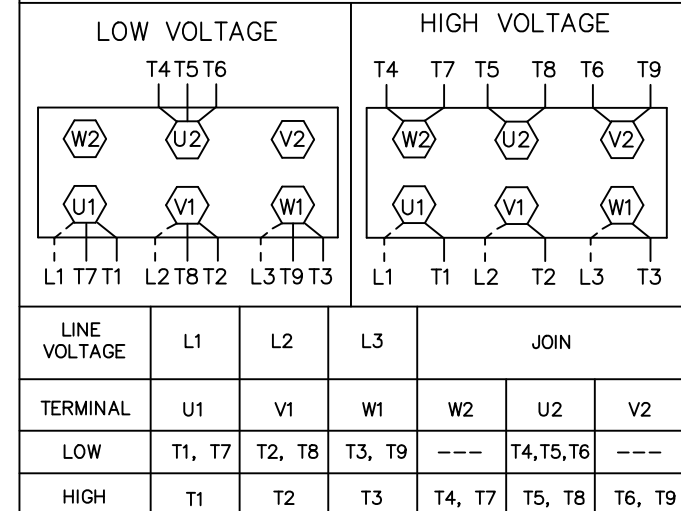 LOW VOLTAGE
T4 T5 T6
W2 U2 V2
U1 V1 W1
L1 T7 T1 L2 T8 T2 L3 T9 T3
HIGH VOLTAGE
T4 T7 T5 T8 T6 T9
W2 U2 V2
U1 V1 W1
L1 T1 L2 T2 L3 T3
LINE VOLTAGE L1 L2 L3 JOIN
TERMINAL U1 V1 W1 W2 U2 V2
LOW T1, T7 T2, T8 T3, T9 --- T4,T5,T6 ---
HIGH T1 T2 T3 T4, T7 T5, T8 T6, T9